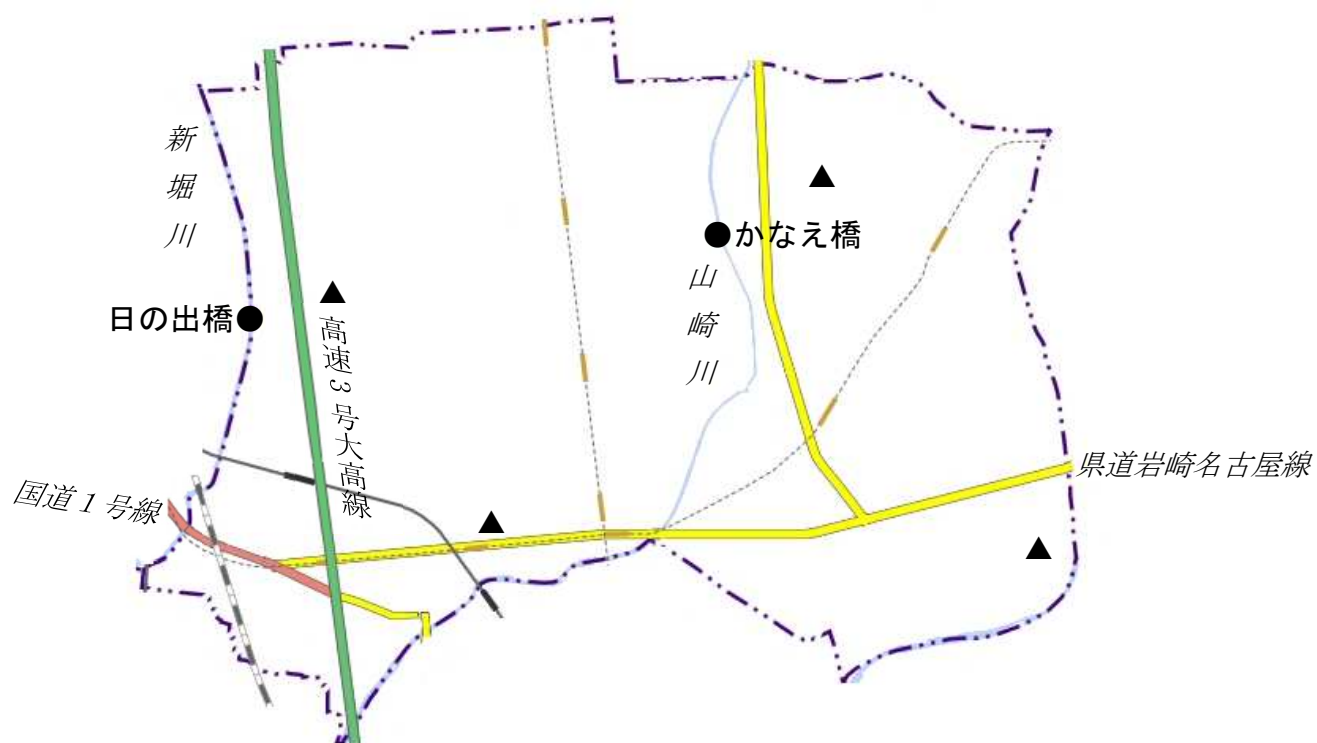 新堀川
かなえ橋
山崎川
日の出橋
高速3号大高線
県道岩崎名古屋線
国道1号線